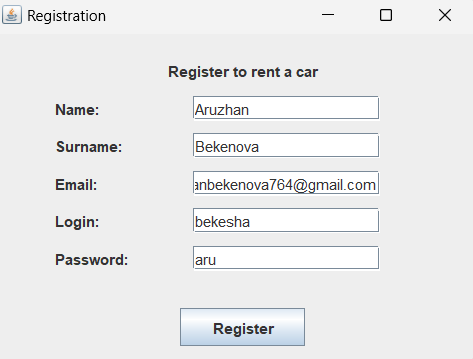 Registration
Register to rent a car
Name: Aruzhan
Surname: Bekenova
Email: anbekenova764@gmail.com
Login: bekesha
Password: aru
Register